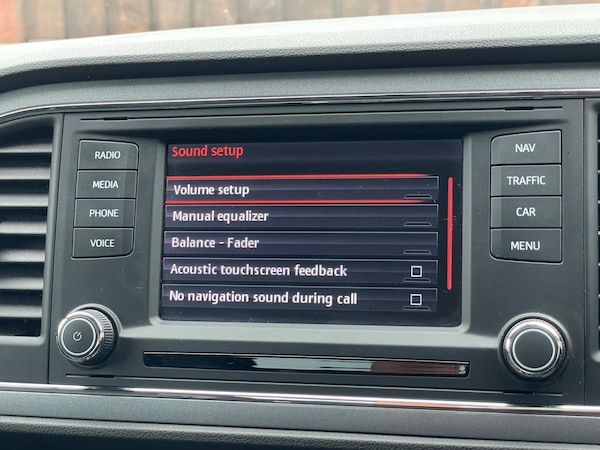 RADIO
MEDIA
PHONE
VOICE
Sound setup
Volume setup
Manual equalizer
Balance - Fader
Acoustic touchscreen feedback
No navigation sound during call
NAV
TRAFFIC
CAR
MENU